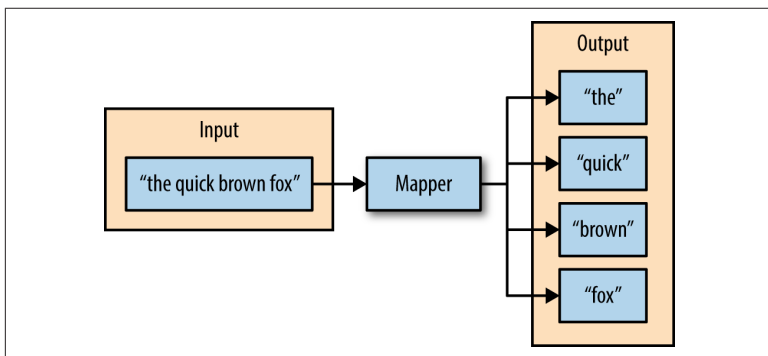 Input
“the quick brown fox”
Mapper
Output
“the”
“quick”
“brown”
“fox”